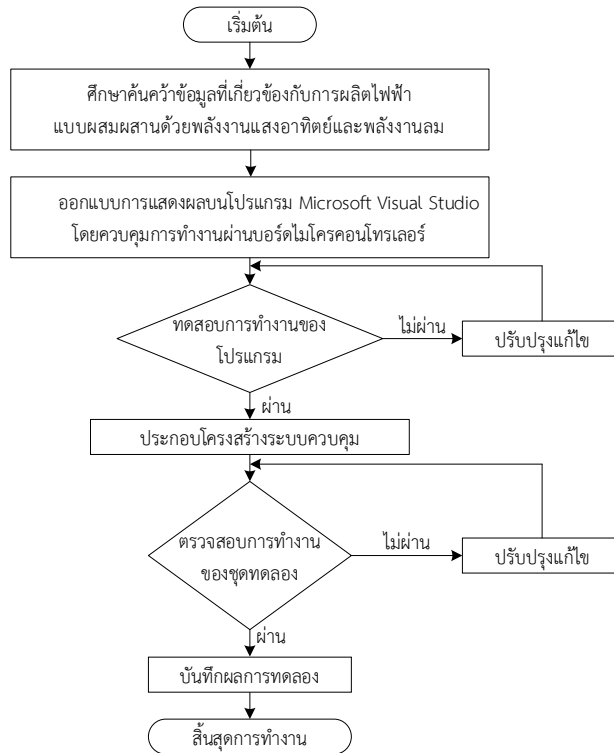 เริ่มต้น
ศึกษาค้นคว้าข้อมูลที่เกี่ยวข้องกับการผลิตไฟฟ้า
แบบผสมผสานด้วยพลังงานแสงอาทิตย์และพลังงานลม
ออกแบบการแสดงผลบนโปรแกรม Microsoft Visual Studio
โดยควบคุมการทำงานผ่านบอร์ดไมโครคอนโทรเลอร์
ทดสอบการทำงานของ
โปรแกรม
ไม่ผ่าน
ปรับปรุงแก้ไข
ผ่าน
ประกอบโครงสร้างระบบควบคุม
ตรวจสอบการทำงาน
ของชุดทดลอง
ไม่ผ่าน
ปรับปรุงแก้ไข
ผ่าน
บันทึกผลการทดลอง
สิ้นสุดการทำงาน